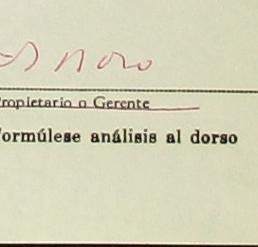 ropietario o Gerente
ormúlese análisis al dorso